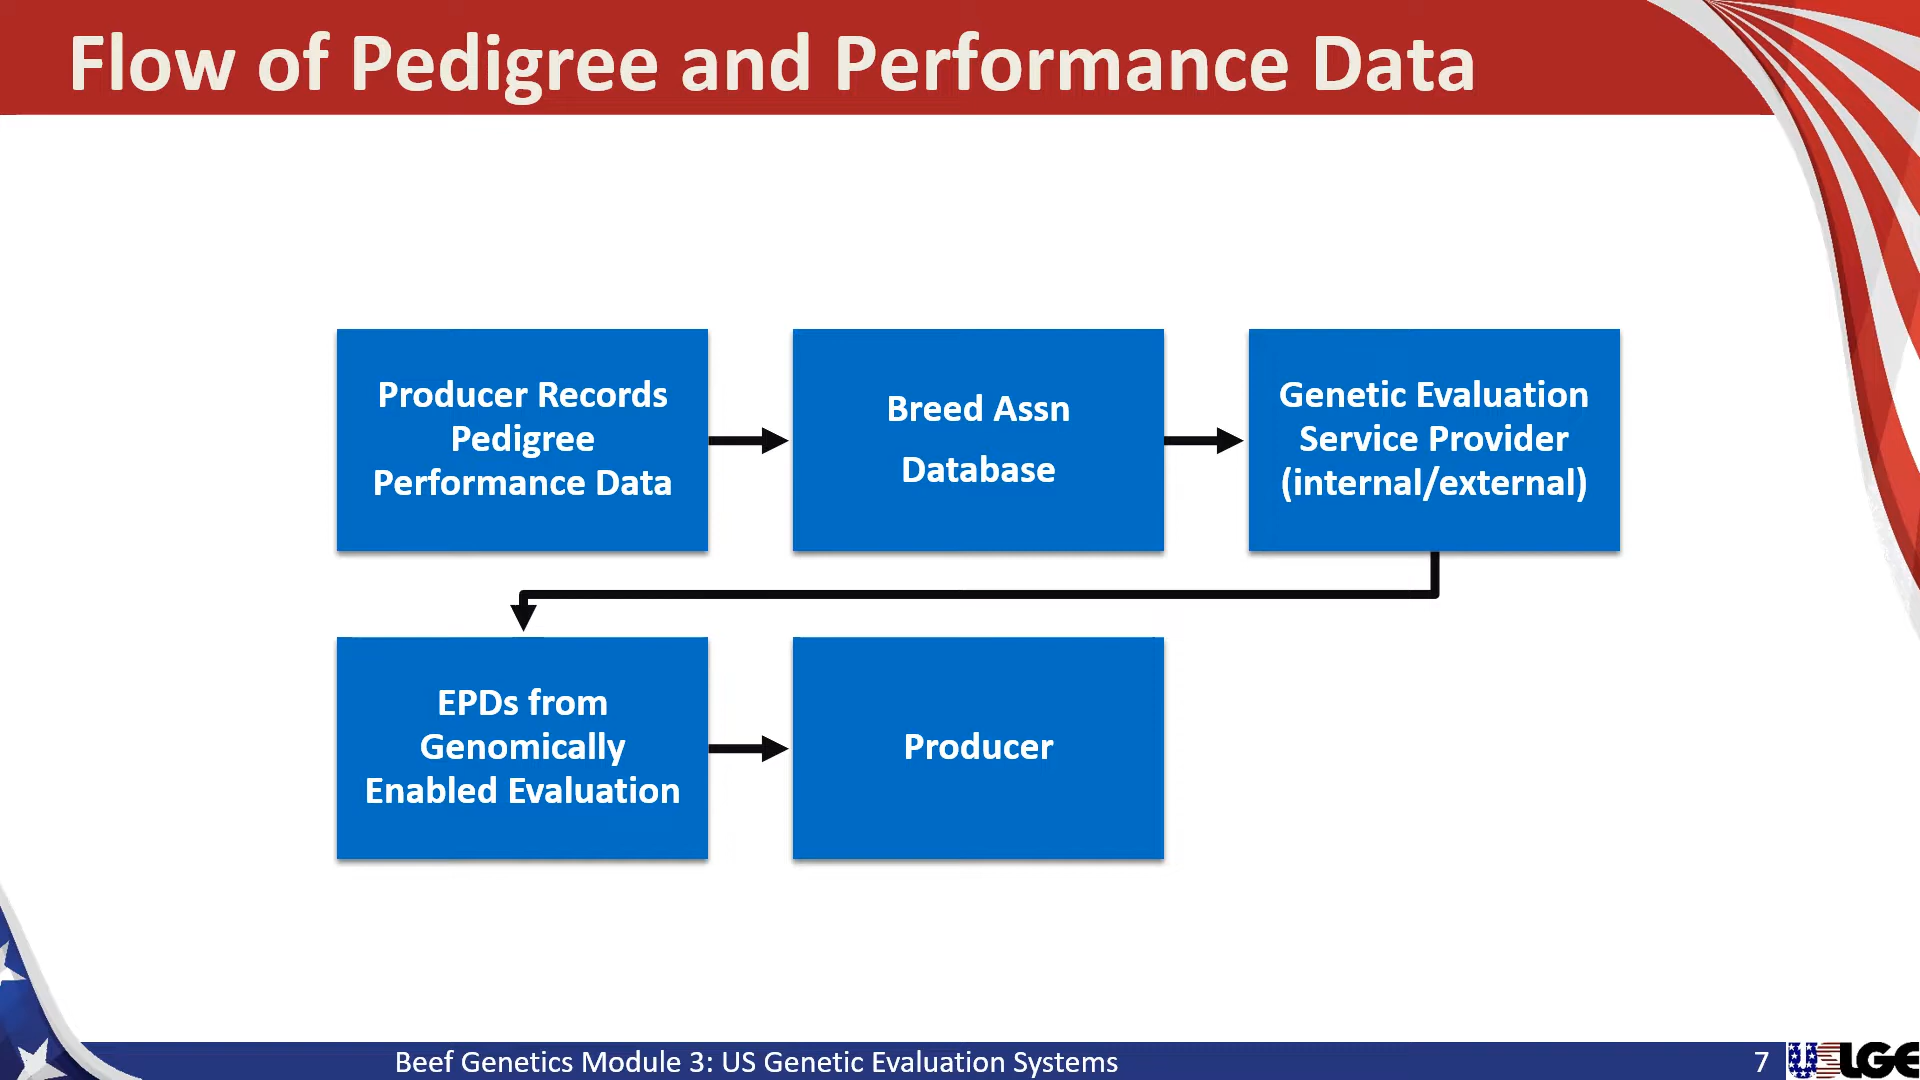 Flow of Pedigree and Performance Data
Producer Records
Pedigree
Performance Data
Breed Assn
Database
Genetic Evaluation
Service Provider
(internal/external)
EPDs from
Genomically
Enabled Evaluation
Producer
Beef Genetics Module 3: US Genetic Evaluation Systems
7
USLGE